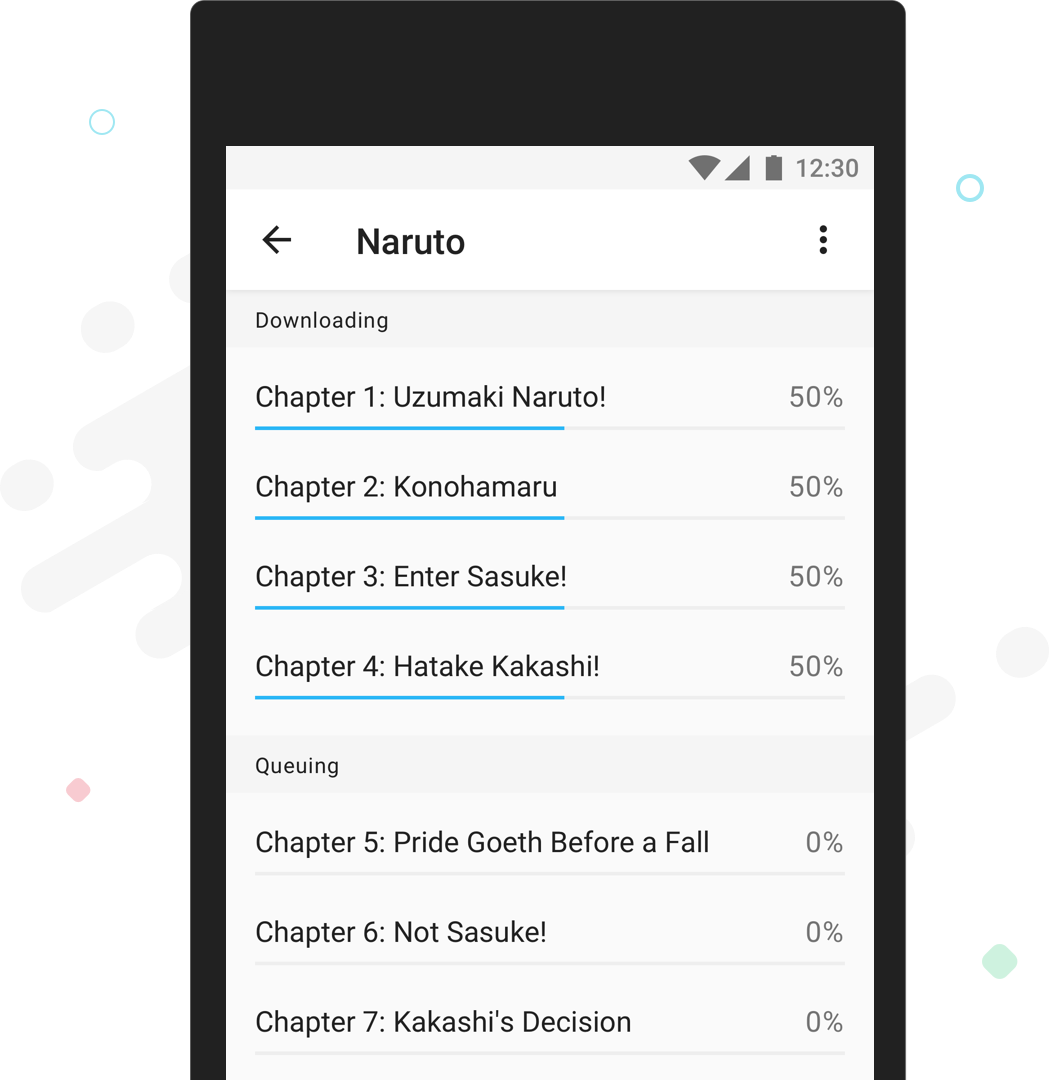 12:30
Naruto
Downloading
Chapter 1: Uzumaki Naruto! 50%
Chapter 2: Konohamaru 50%
Chapter 3: Enter Sasuke! 50%
Chapter 4: Hatake Kakashi! 50%
Queuing
Chapter 5: Pride Goeth Before a Fall 0%
Chapter 6: Not Sasuke! 0%
Chapter 7: Kakashi's Decision 0%